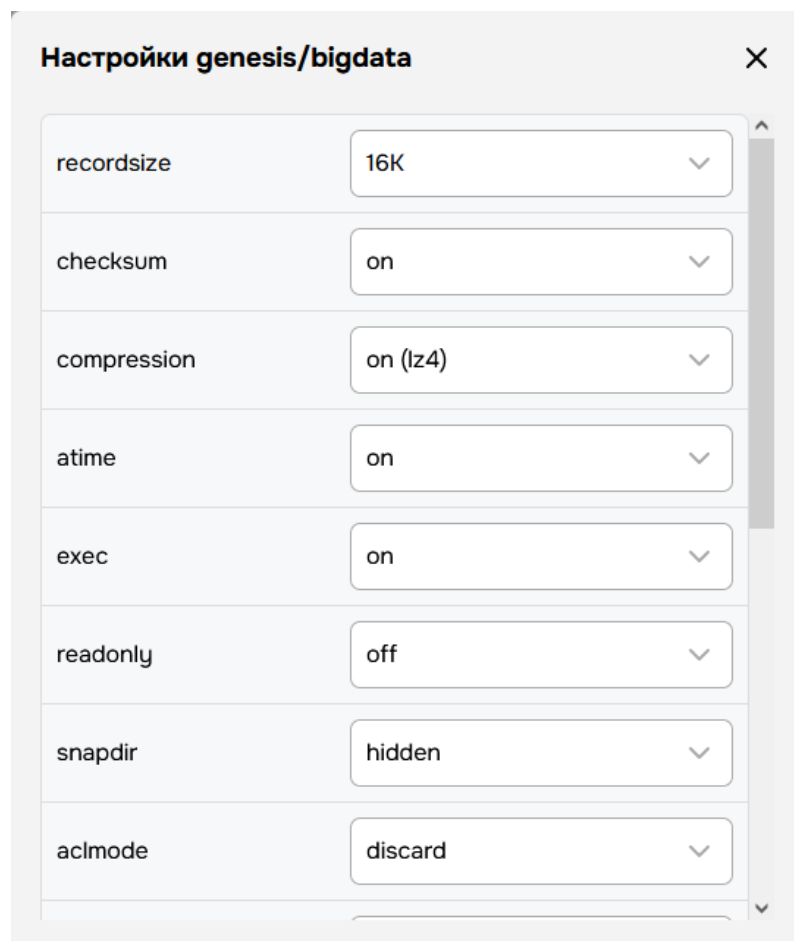 Настройки genesis/bigdata
recordsize 16K
checksum on
compression on (lz4)
atime on
exec on
readonly off
snapdir hidden
aclmode discard